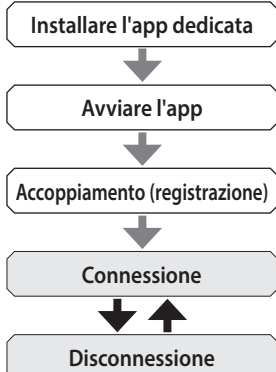 Installare l'app dedicata
Avviare l'app
Accoppiamento (registrazione)
Connessione
Disconnessione